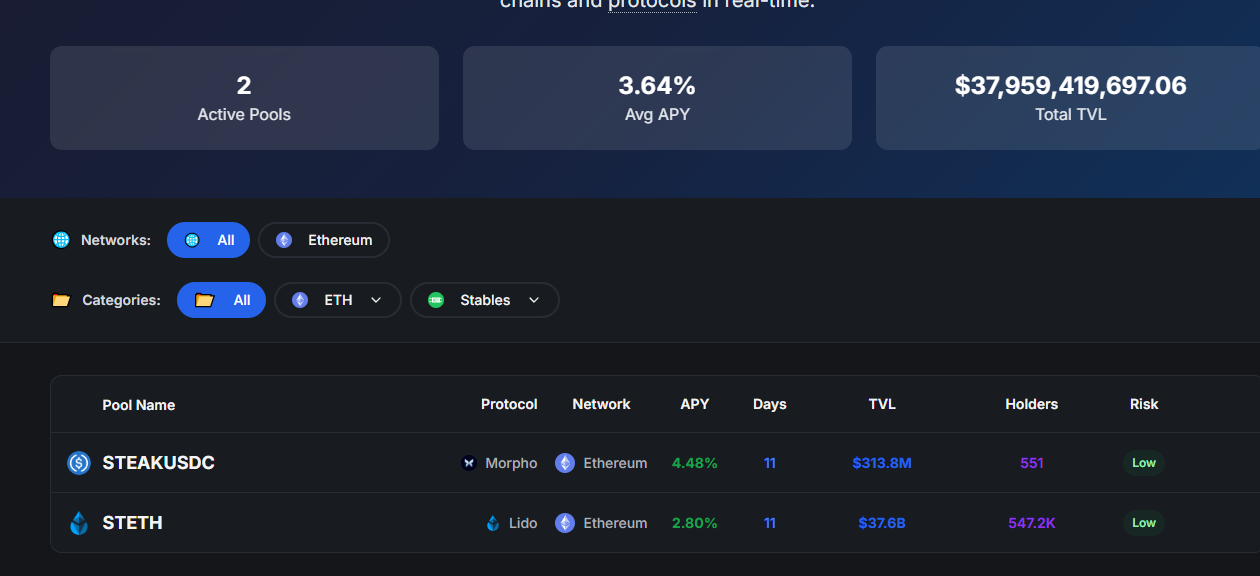 chains and protocols in real-time.
2
Active Pools
3.64%
Avg APY
$37,959,419,697.06
Total TVL
Networks: All Ethereum
Categories: All ETH Stables
Pool Name Protocol Network APY Days TVL Holders Risk
STEAKUSDC Morpho Ethereum 4.48% 11 $313.8M 551 Low
STETH Lido Ethereum 2.80% 11 $37.6B 547.2K Low